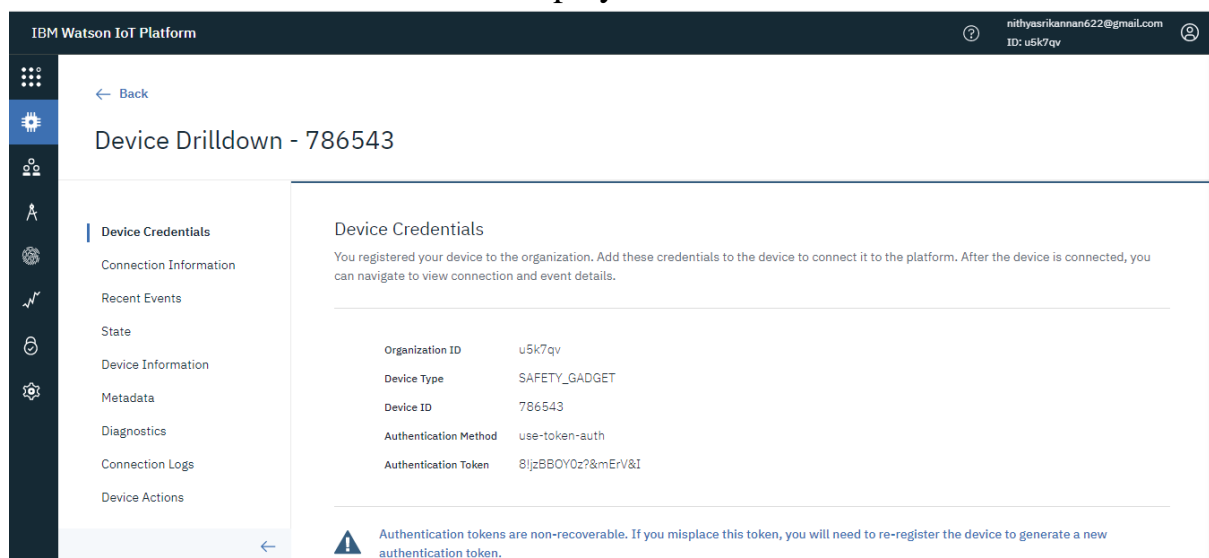 IBM Watson IoT Platform
nithyasrikannan622@gmail.com
ID: u5k7qv
Back
Device Drilldown - 786543
Device Credentials
Connection Information
Recent Events
State
Device Information
Metadata
Diagnostics
Connection Logs
Device Actions
Device Credentials
You registered your device to the organization. Add these credentials to the device to connect it to the platform. After the device is connected, you
can navigate to view connection and event details.
Organization ID u5k7qv
Device Type SAFETY_GADGET
Device ID 786543
Authentication Method use-token-auth
Authentication Token 8!jzBBOY0z?&mErV&I
Authentication tokens are non-recoverable. If you misplace this token, you will need to re-register the device to generate a new
authentication token.